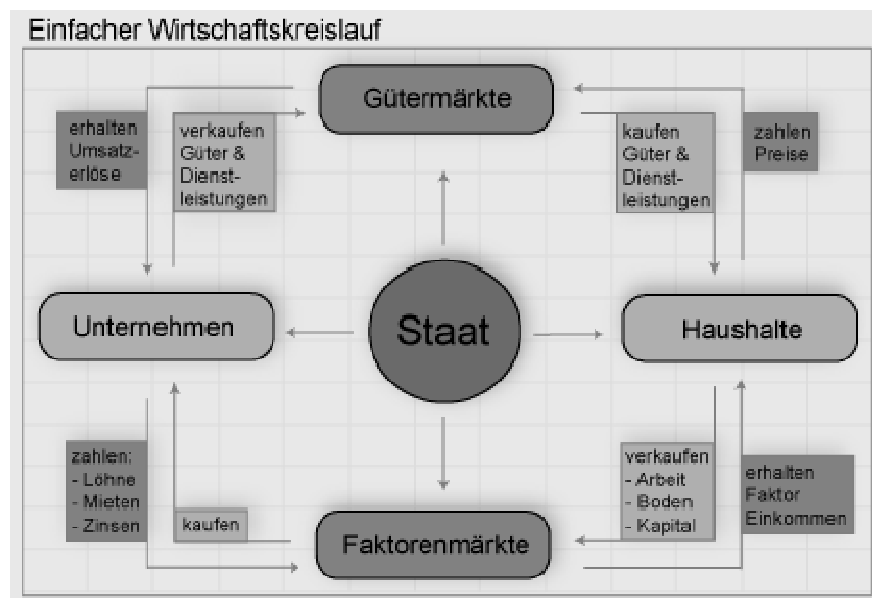 Einfacher Wirtschaftskreislauf
Gütermärkte
erhalten
Umsatz-
erlöse
verkaufen
Güter &
Dienst-
leistungen
kaufen
Güter &
Dienst-
leistungen
zahlen
Preise
Unternehmen
Staat
Haushalte
zahlen:
- Löhne
- Mieten
- Zinsen
kaufen
Faktorenmärkte
verkaufen
- Arbeit
- Boden
- Kapital
erhalten
Faktor
Einkommen